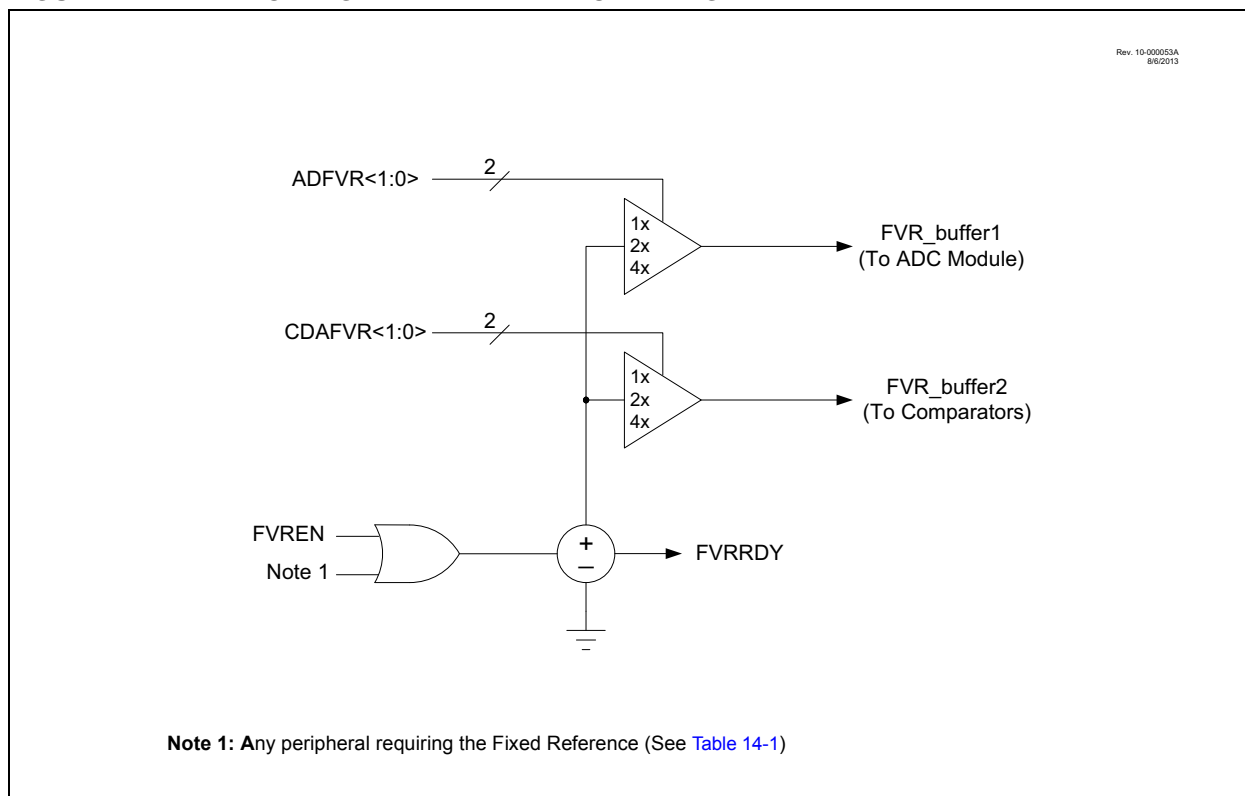 Rev. 10-000053A
8/6/2013
2
ADFVR<1:0>
1x
2x
4x
FVR_buffer1
(To ADC Module)
2
CDAFVR<1:0>
1x
2x
4x
FVR_buffer2
(To Comparators)
FVREN
Note 1
+
–
FVRRDY
Note 1: Any peripheral requiring the Fixed Reference (See Table 14-1)